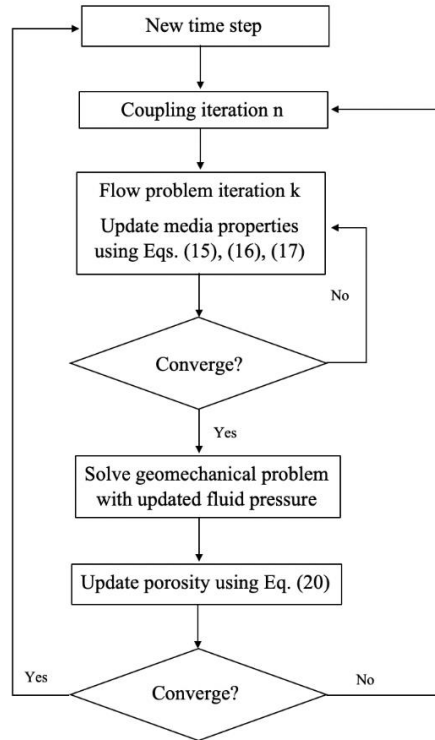 New time step
Coupling iteration n
Flow problem iteration k
Update media properties
using Eqs. (15), (16), (17)
No
Converge?
Yes
Solve geomechanical problem
with updated fluid pressure
Update porosity using Eq. (20)
Yes
No
Converge?